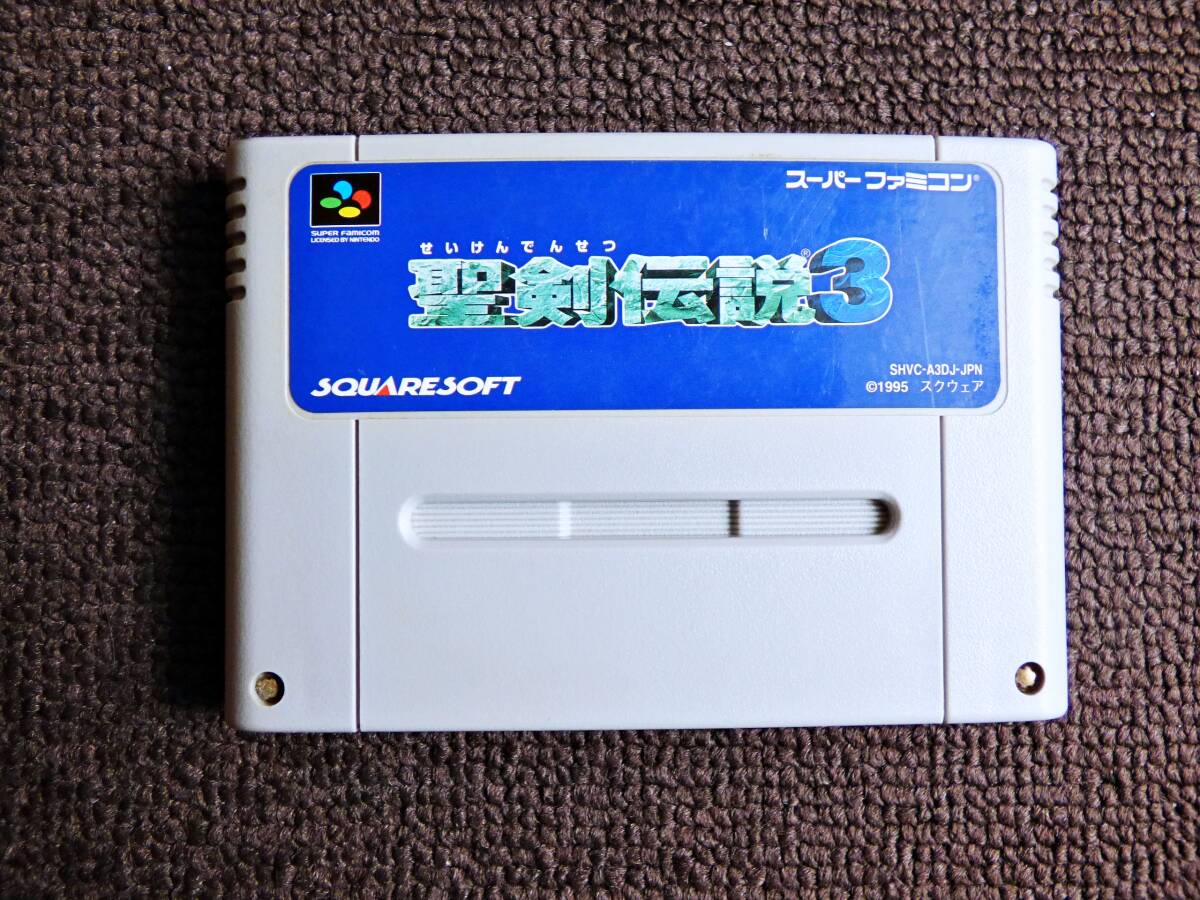 スーパーファミコン®
SUPER FAMICOM
LICENSED BY NINTENDO
せいけんでんせつ
聖剣伝説®3
SQUARESOFT
SHVC-A3DJ-JPN
©1995 スクウェア